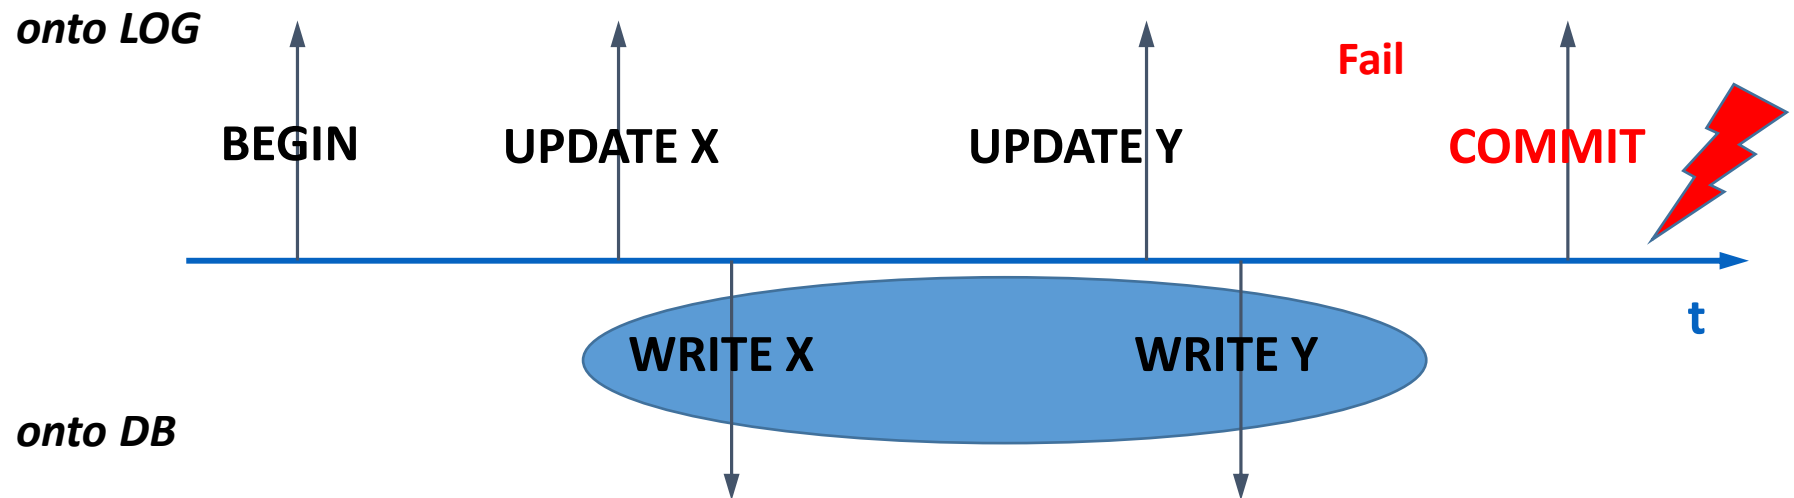 onto LOG
Fail
BEGIN
UPDATE X
UPDATE Y
COMMIT
t
WRITE X
WRITE Y
onto DB